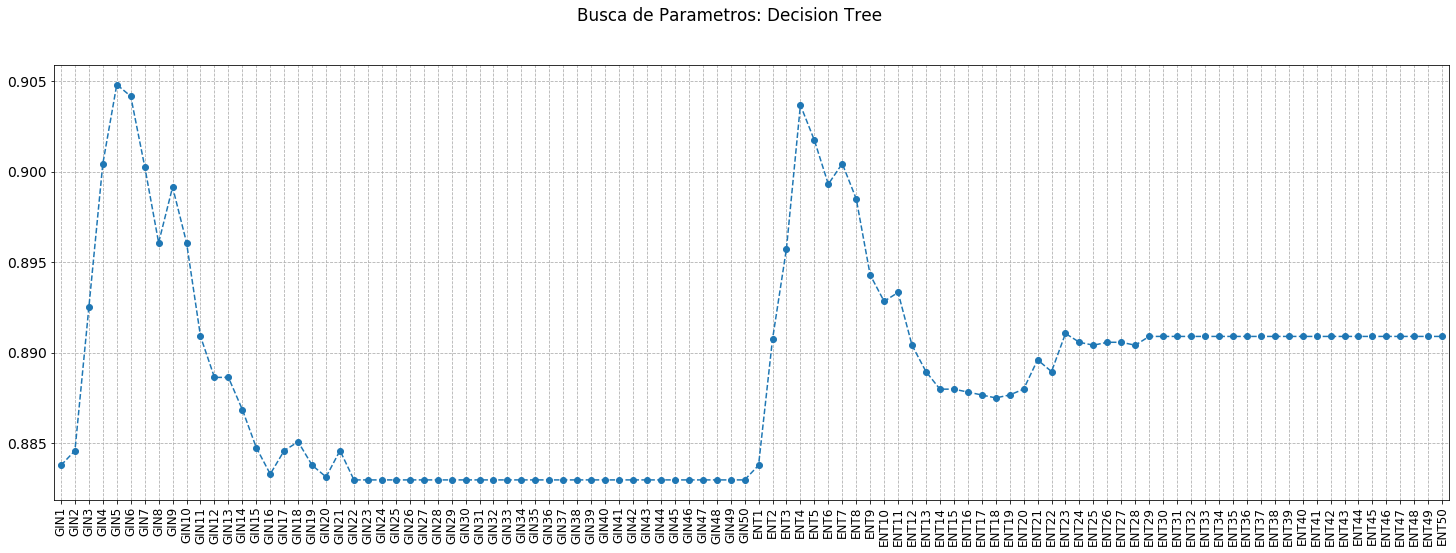 Busca de Parametros: Decision Tree
0.905
0.900
0.895
0.890
0.885
GIN1 GIN2 GIN3 GIN4 GIN5 GIN6 GIN7 GIN8 GIN9 GIN10 GIN11 GIN12 GIN13 GIN14 GIN15 GIN16 GIN17 GIN18 GIN19 GIN20 GIN21 GIN22 GIN23 GIN24 GIN25 GIN26 GIN27 GIN28 GIN29 GIN30 GIN31 GIN32 GIN33 GIN34 GIN35 GIN36 GIN37 GIN38 GIN39 GIN40 GIN41 GIN42 GIN43 GIN44 GIN45 GIN46 GIN47 GIN48 GIN49 GIN50 ENT1 ENT2 ENT3 ENT4 ENT5 ENT6 ENT7 ENT8 ENT9 ENT10 ENT11 ENT12 ENT13 ENT14 ENT15 ENT16 ENT17 ENT18 ENT19 ENT20 ENT21 ENT22 ENT23 ENT24 ENT25 ENT26 ENT27 ENT28 ENT29 ENT30 ENT31 ENT32 ENT33 ENT34 ENT35 ENT36 ENT37 ENT38 ENT39 ENT40 ENT41 ENT42 ENT43 ENT44 ENT45 ENT46 ENT47 ENT48 ENT49 ENT50